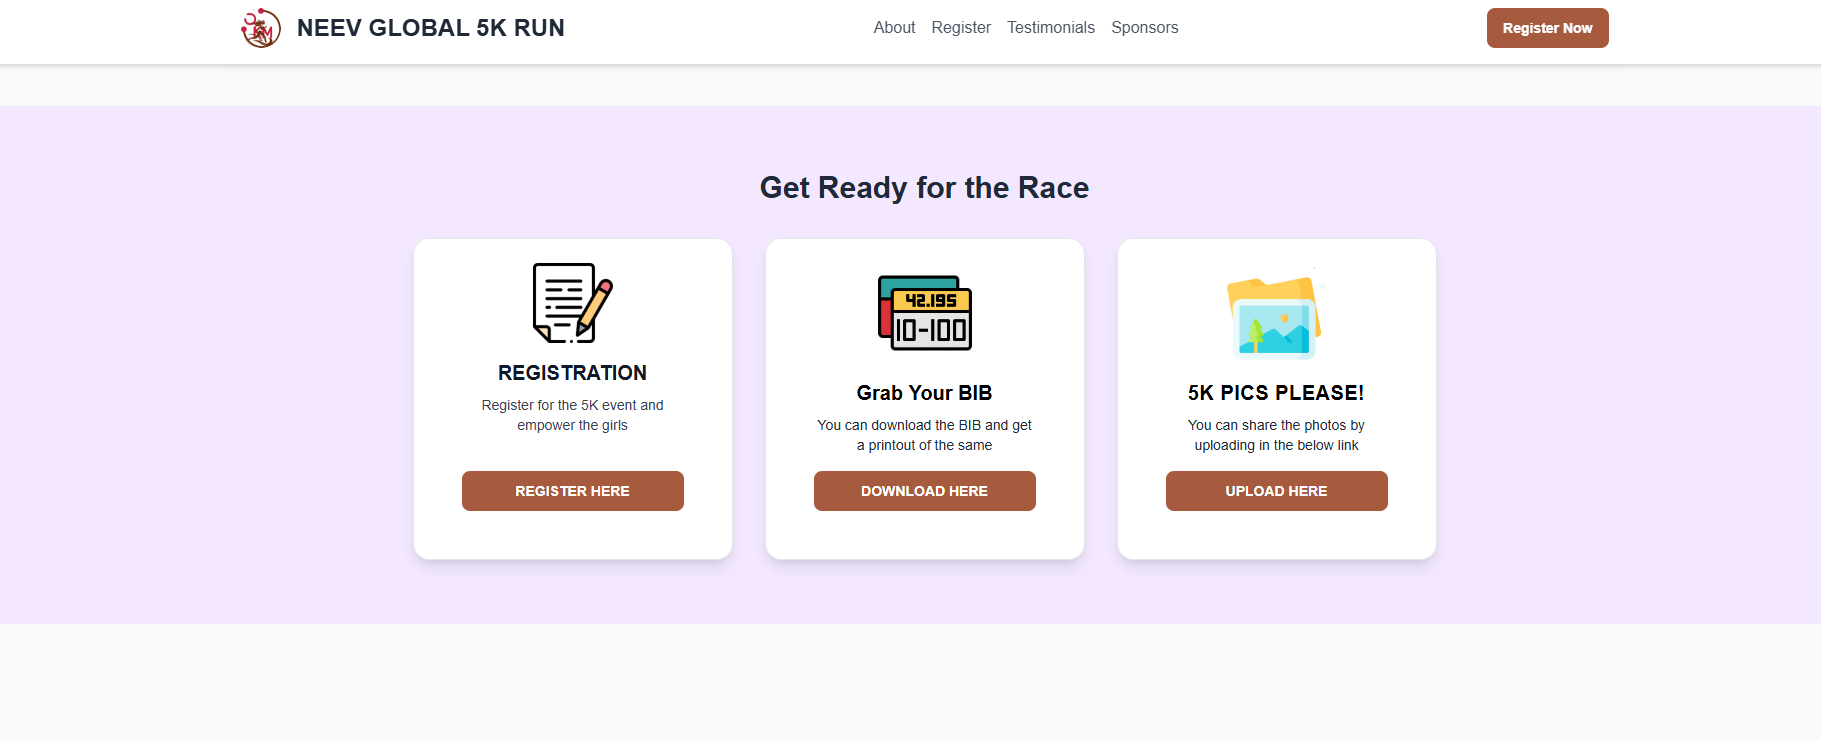 NEEV GLOBAL 5K RUN
About Register Testimonials Sponsors
Register Now
Get Ready for the Race
REGISTRATION
Register for the 5K event and
empower the girls
REGISTER HERE
42.195
10-100
Grab Your BIB
You can download the BIB and get
a printout of the same
DOWNLOAD HERE
5K PICS PLEASE!
You can share the photos by
uploading in the below link
UPLOAD HERE